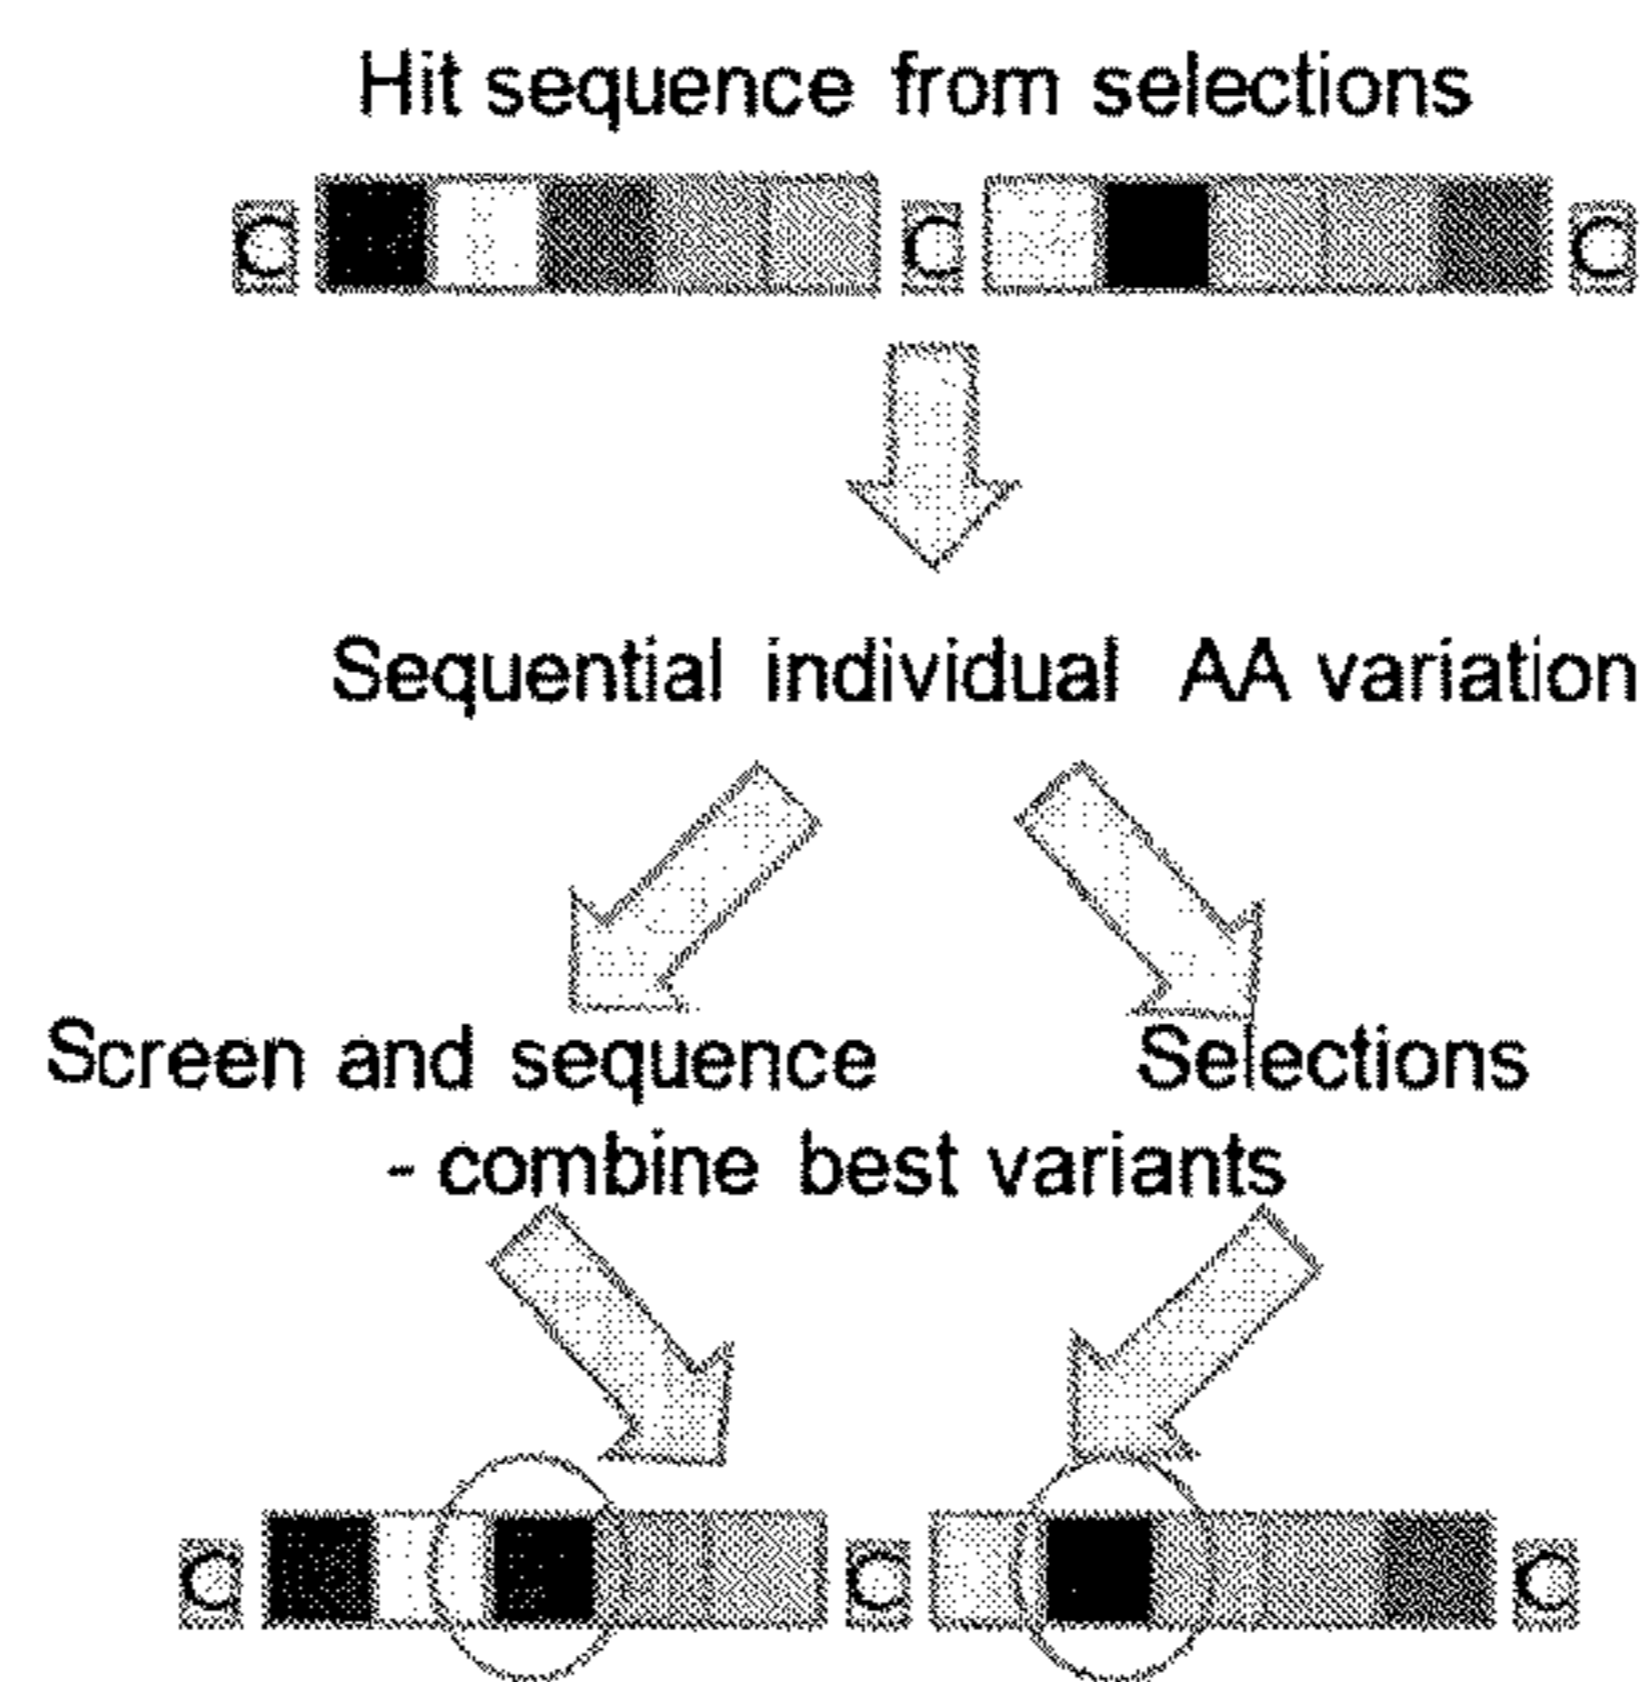 Hit sequence from selections
C C C
Sequential individual AA variation
Screen and sequence Selections
- combine best variants
C C C